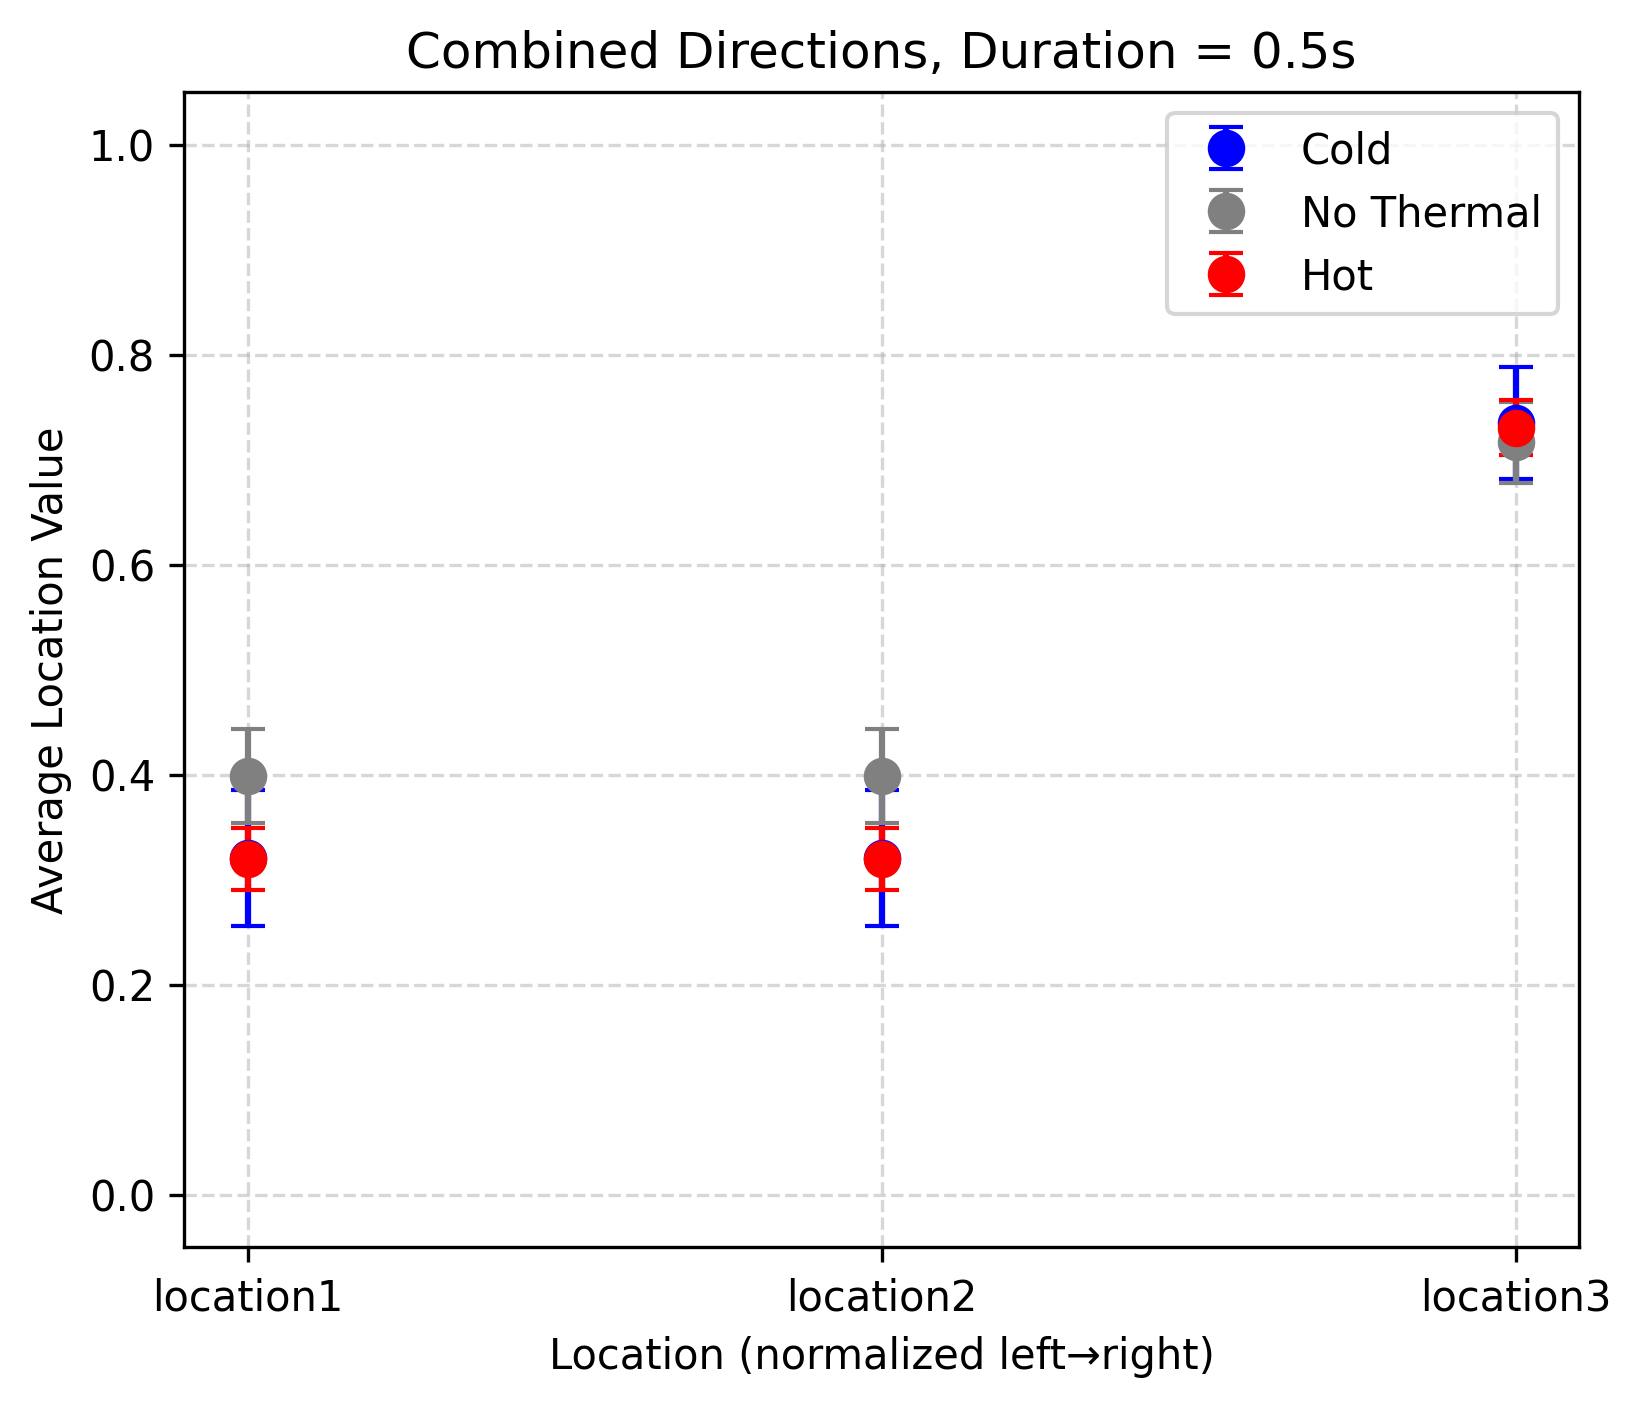 Combined Directions, Duration = 0.5s
Cold
No Thermal
Hot
1.0
0.8
0.6
0.4
0.2
0.0
Average Location Value
location1
location2
location3
Location (normalized left→right)